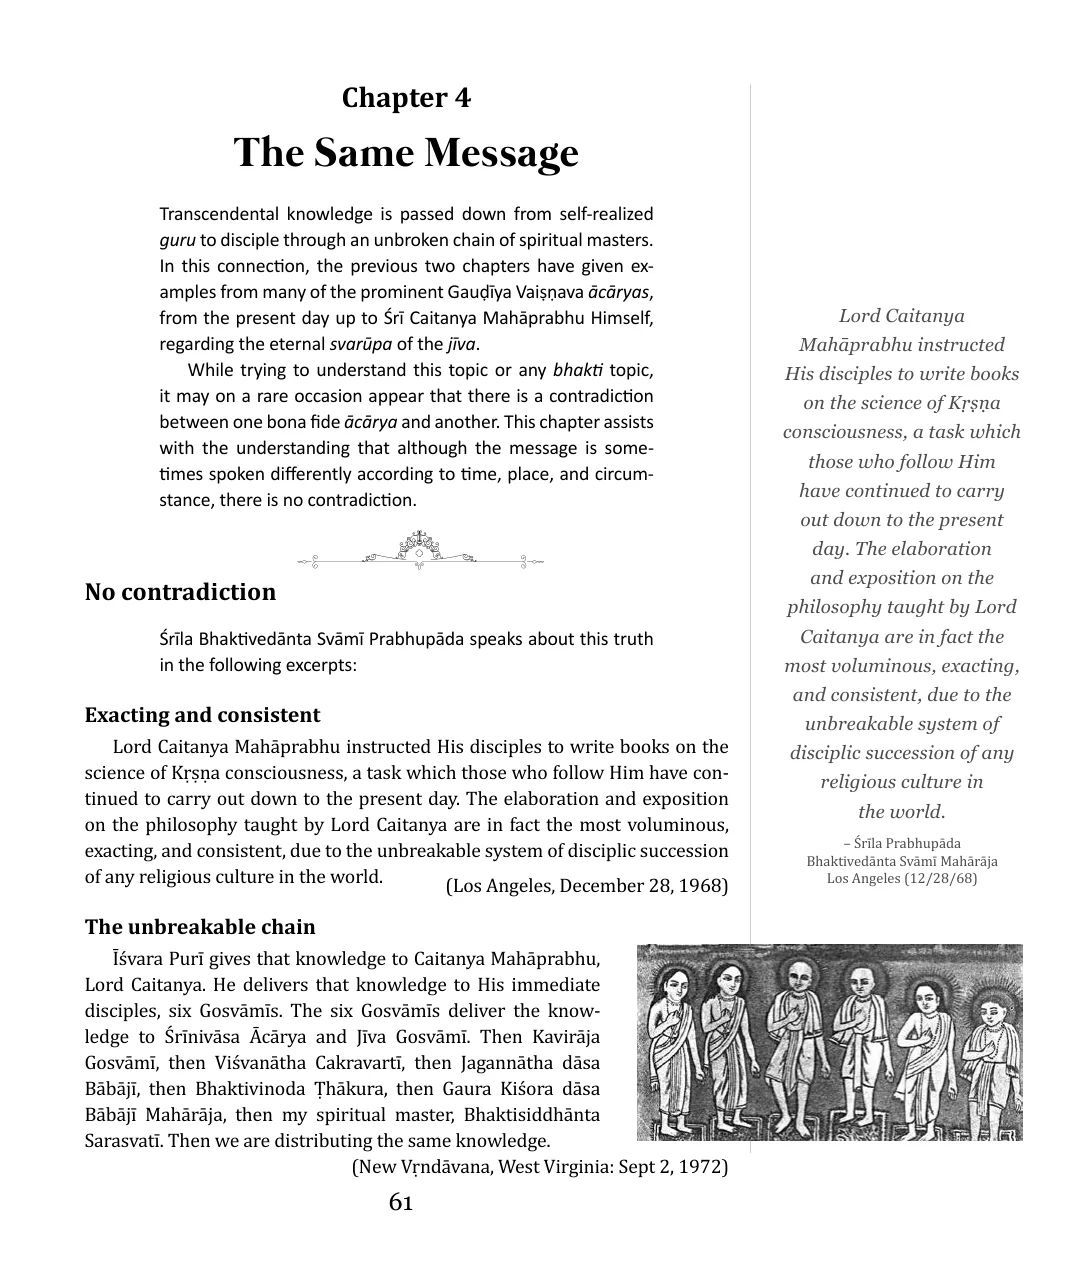 Chapter 4
The Same Message
Transcendental knowledge is passed down from self-realized
guru to disciple through an unbroken chain of spiritual masters.
In this connection, the previous two chapters have given ex-
amples from many of the prominent Gauḍīya Vaiṣṇava ācāryas,
from the present day up to Śrī Caitanya Mahāprabhu Himself,
regarding the eternal svarūpa of the jīva.
While trying to understand this topic or any bhakti topic,
it may on a rare occasion appear that there is a contradiction
between one bona fide ācārya and another. This chapter assists
with the understanding that although the message is some-
times spoken differently according to time, place, and circum-
stance, there is no contradiction.
No contradiction
Śrīla Bhaktivedānta Svāmī Prabhupāda speaks about this truth
in the following excerpts:
Exacting and consistent
Lord Caitanya Mahāprabhu instructed His disciples to write books on the
science of Kṛṣṇa consciousness, a task which those who follow Him have con-
tinued to carry out down to the present day. The elaboration and exposition
on the philosophy taught by Lord Caitanya are in fact the most voluminous,
exacting, and consistent, due to the unbreakable system of disciplic succession
of any religious culture in the world.
(Los Angeles, December 28, 1968)
The unbreakable chain
Īśvara Purī gives that knowledge to Caitanya Mahāprabhu,
Lord Caitanya. He delivers that knowledge to His immediate
disciples, six Gosvāmīs. The six Gosvāmīs deliver the know-
ledge to Śrīnivāsa Ācārya and Jīva Gosvāmī. Then Kavirāja
Gosvāmī, then Viśvanātha Cakravartī, then Jagannātha dāsa
Bābājī, then Bhaktivinoda Ṭhākura, then Gaura Kiśora dāsa
Bābājī Mahārāja, then my spiritual master, Bhaktisiddhānta
Sarasvatī. Then we are distributing the same knowledge.
(New Vṛndāvana, West Virginia: Sept 2, 1972)
61
Lord Caitanya
Mahāprabhu instructed
His disciples to write books
on the science of Kṛṣṇa
consciousness, a task which
those who follow Him
have continued to carry
out down to the present
day. The elaboration
and exposition on the
philosophy taught by Lord
Caitanya are in fact the
most voluminous, exacting,
and consistent, due to the
unbreakable system of
disciplic succession of any
religious culture in
the world.
– Śrīla Prabhupāda
Bhaktivedānta Svāmī Mahārāja
Los Angeles (12/28/68)